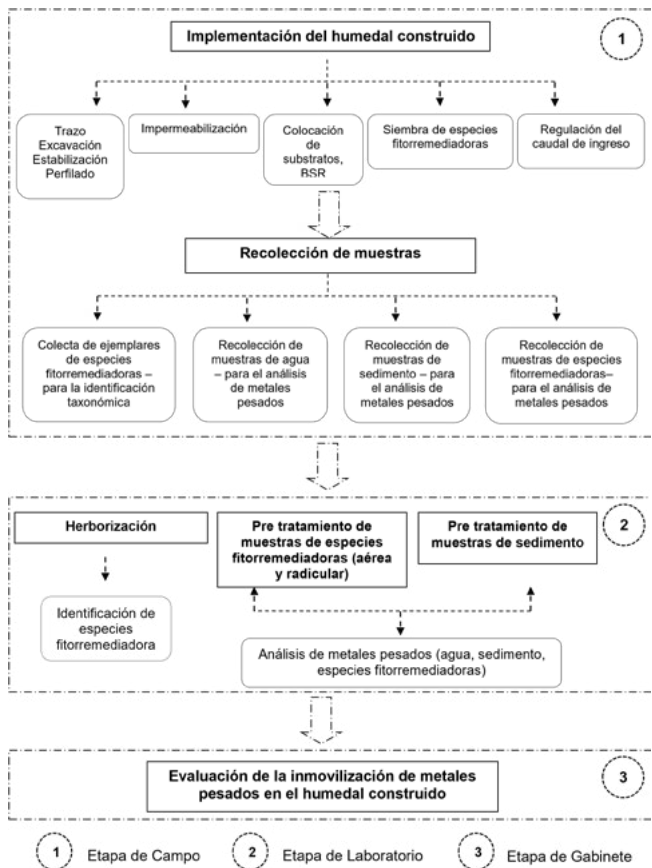 Implementación del humedal construido
1
Trazo
Excavación
Estabilización
Perfilado
Impermeabilización
Colocación
de
substratos,
BSR
Siembra de especies
fitorremediadoras
Regulación del
caudal de ingreso
Recolección de muestras
Colecta de ejemplares
de especies
fitorremediadoras –
para la identificación
taxonómica
Recolección de
muestras de agua
– para el análisis
de metales
pesados
Recolección de
muestras de
sedimento – para
el análisis de
metales pesados
Recolección de
muestras de especies
fitorremediadoras–
para el análisis de
metales pesados
Herborización
Pre tratamiento de
muestras de especies
fitorremediadoras (aérea
y radicular)
Pre tratamiento de
muestras de sedimento
2
Identificación de
especies
fitorremediadora
Análisis de metales pesados (agua, sedimento,
especies fitorremediadoras)
Evaluación de la inmovilización de metales
pesados en el humedal construido
3
1 Etapa de Campo
2 Etapa de Laboratorio
3 Etapa de Gabinete